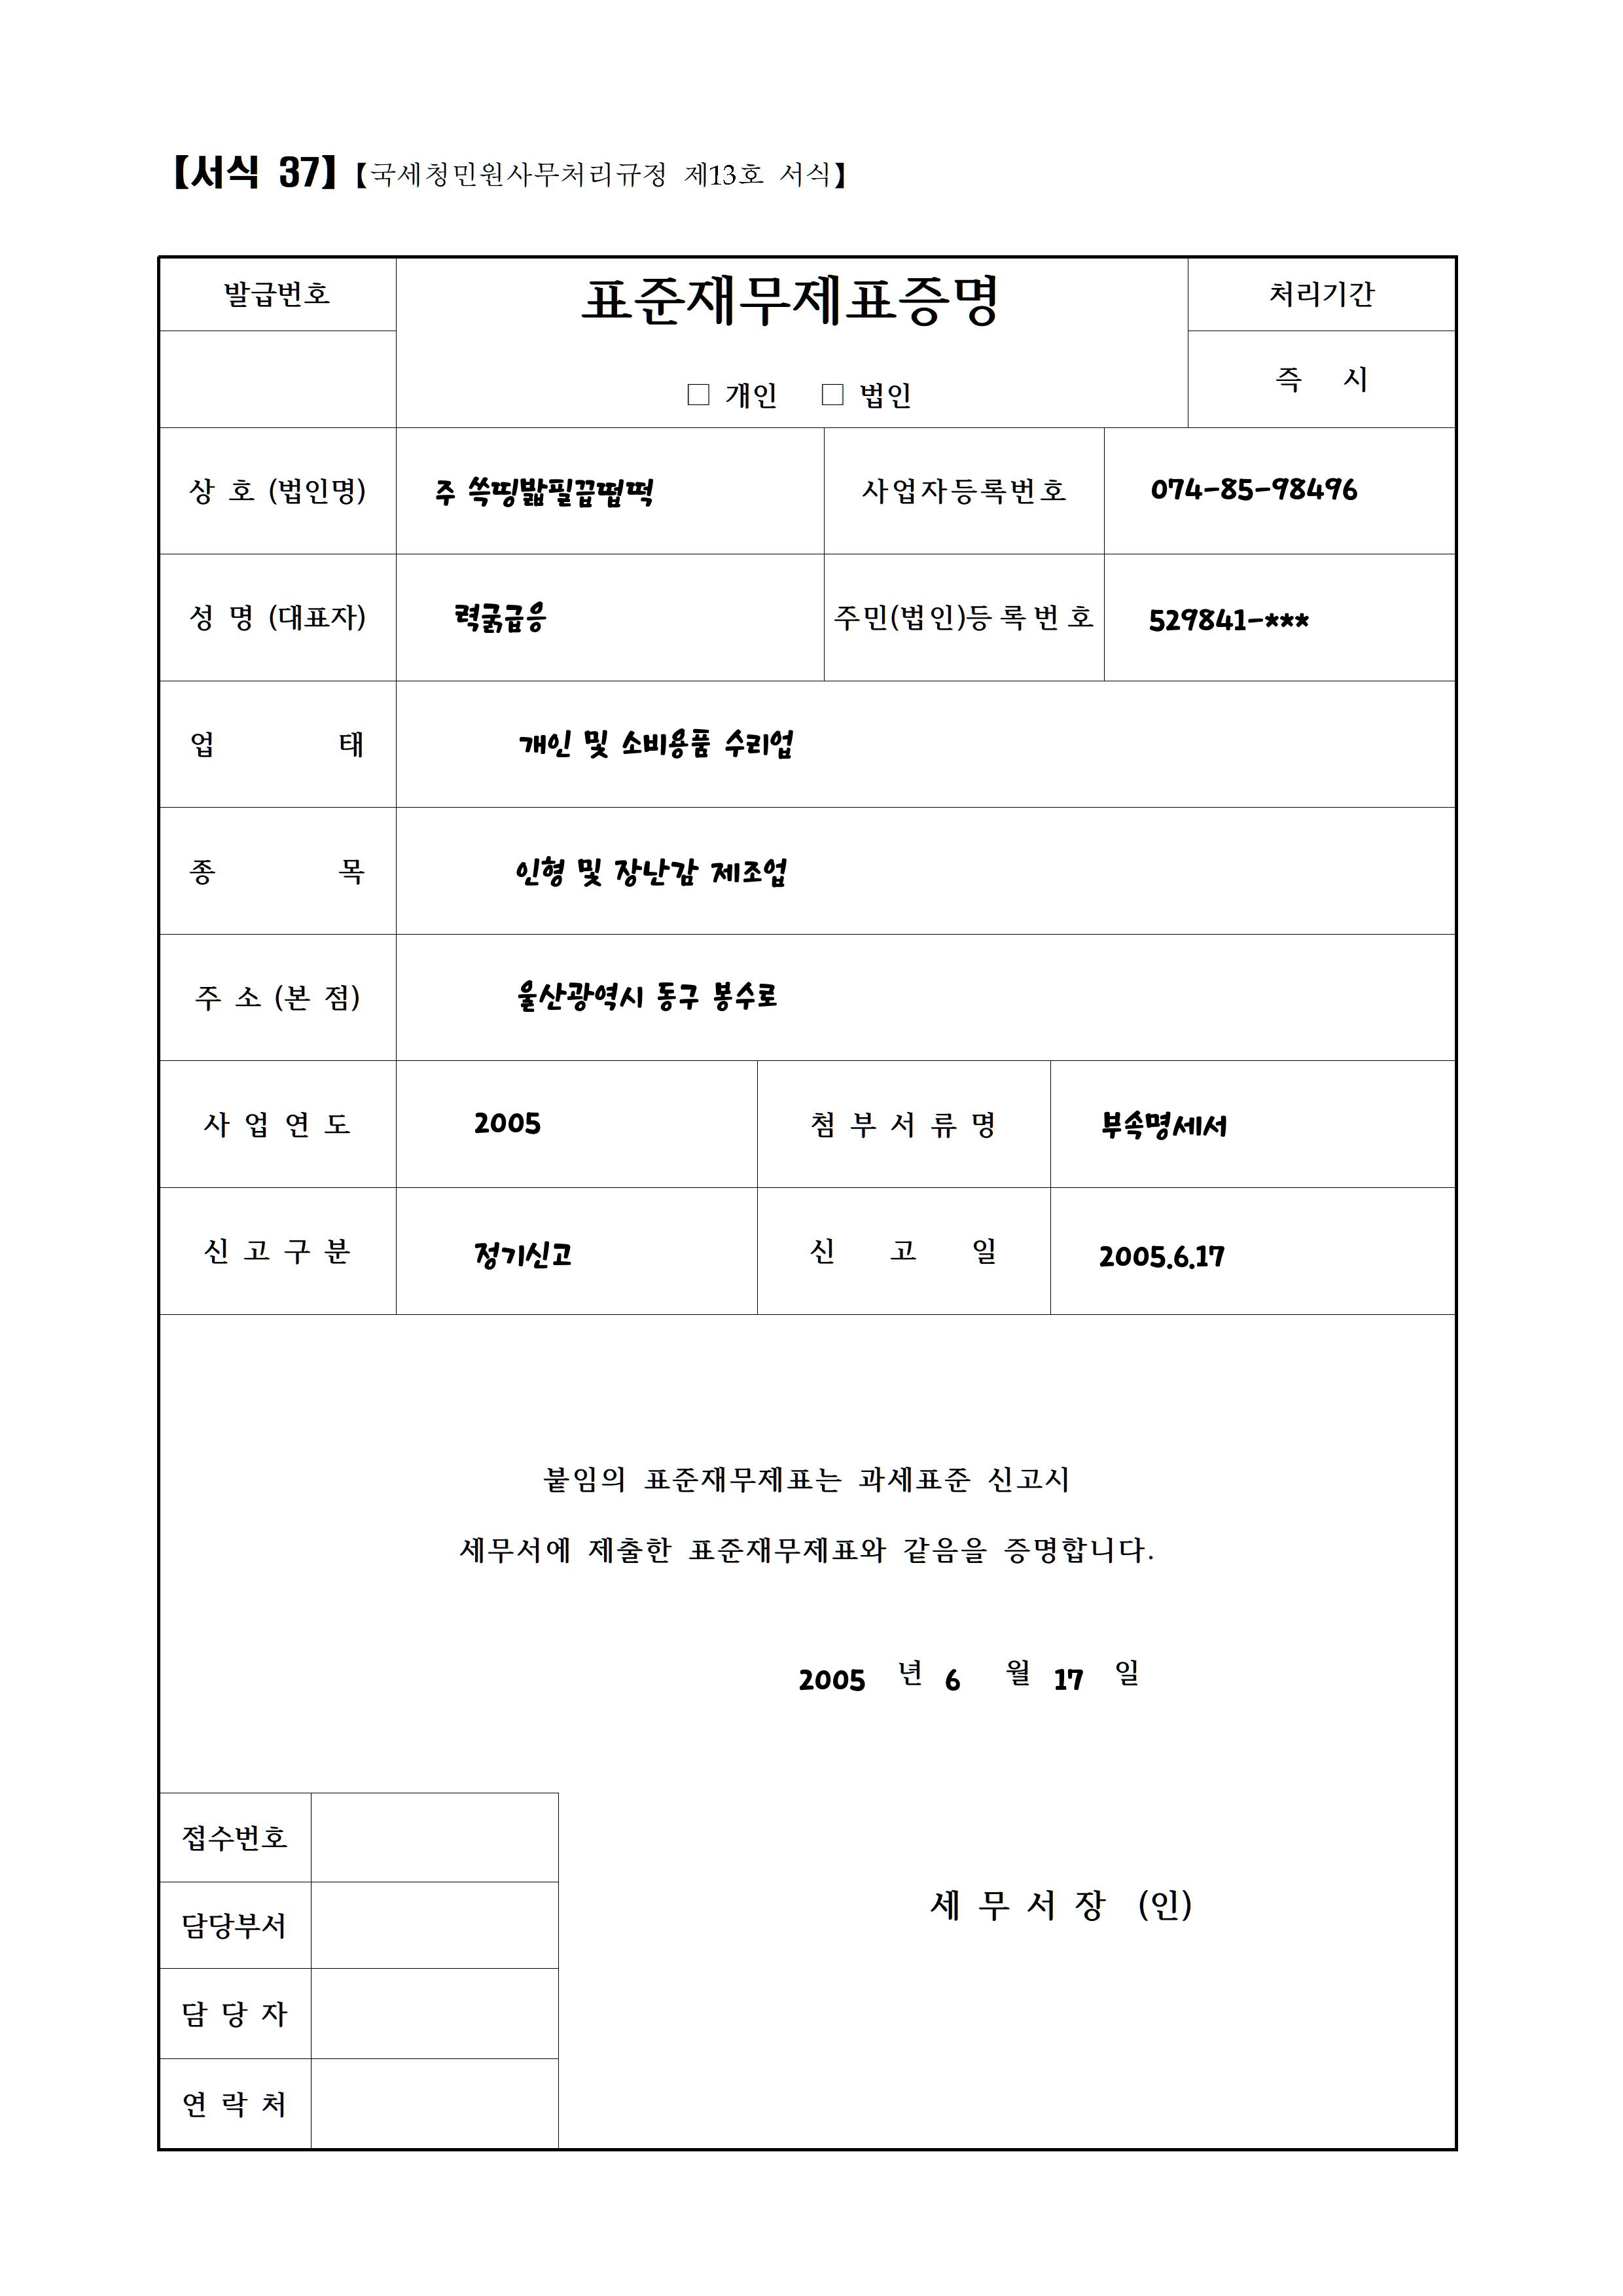 【서식 37】【국세청민원사무처리규정 제13호 서식】
발급번호
표준재무제표증명
처리기간
□ 개인 □ 법인
즉 시
상 호 (법인명) 주 쏙띵밟필끔떱떡 사업자등록번호 074-85-98496
성 명 (대표자) 력굵급응 주민(법인)등록번호 529841-***
업 태 개인 및 소비용품 수리업
종 목 인형 및 장난감 제조업
주 소 (본 점) 울산광역시 동구 봉수로
사 업 연 도 2005 첨 부 서 류 명 부속명세서
신 고 구 분 정기신고 신 고 일 2005.6.17
붙임의 표준재무제표는 과세표준 신고시
세무서에 제출한 표준재무제표와 같음을 증명합니다.
2005 년 6 월 17 일
접수번호
담당부서
세 무 서 장 (인)
담 당 자
연 락 처